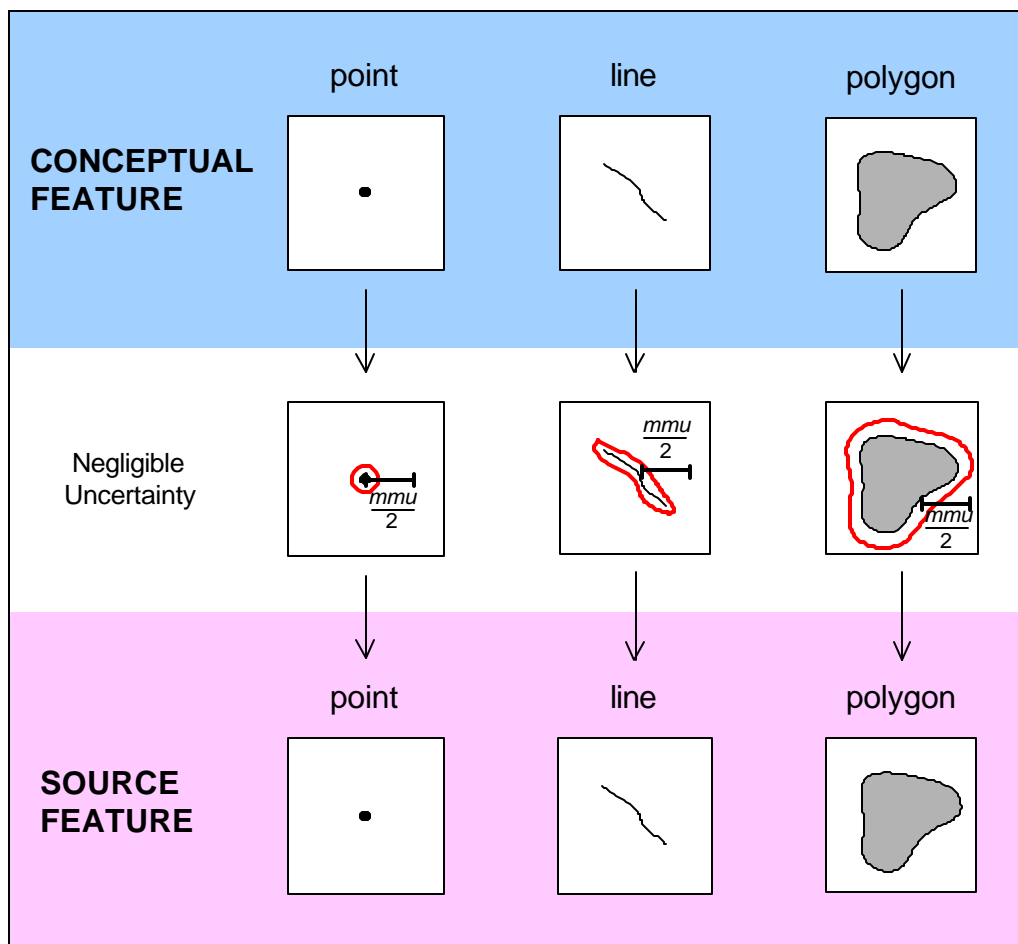 point line polygon
CONCEPTUAL
FEATURE
Negligible
Uncertainty
mmu
2
mmu
2
mmu
2
point line polygon
SOURCE
FEATURE